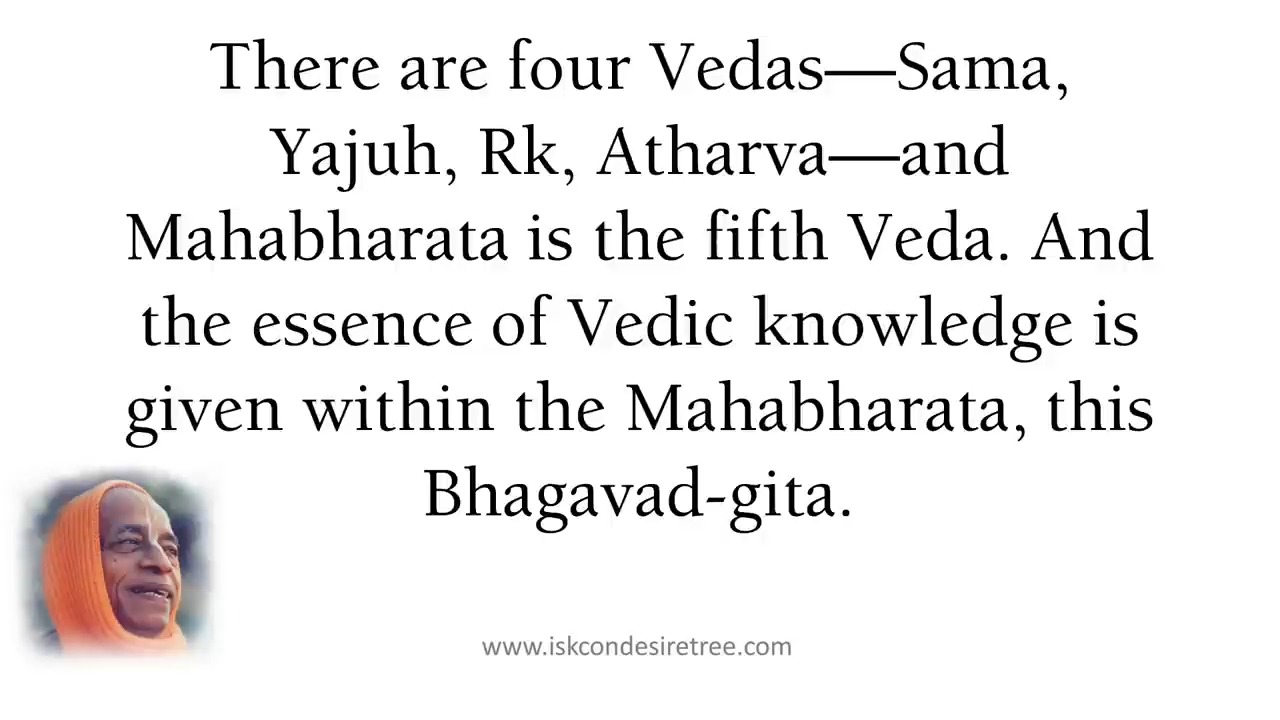 There are four Vedas—Sama,
Yajuh, Rk, Atharva—and
Mahabharata is the fifth Veda. And
the essence of Vedic knowledge is
given within the Mahabharata, this
Bhagavad-gita.
www.iskcondesiretree.com